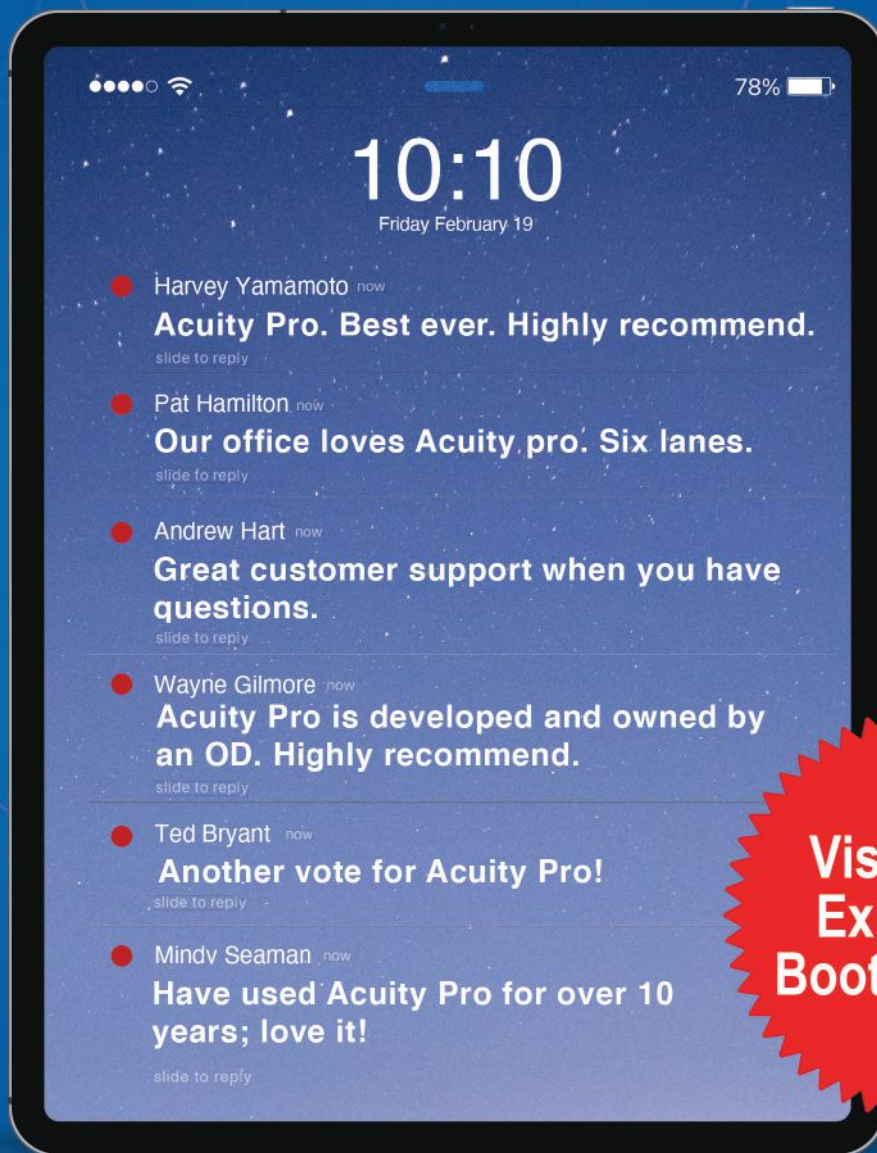 78%
10:10
Friday February 19
Harvey Yamamoto now
Acuity Pro. Best ever. Highly recommend.
slide to reply
Pat Hamilton now
Our office loves Acuity pro. Six lanes.
slide to reply
Andrew Hart now
Great customer support when you have
questions.
slide to reply
Wayne Gilmore now
Acuity Pro is developed and owned by
an OD. Highly recommend.
slide to reply
Ted Bryant now
Another vote for Acuity Pro!
slide to reply
Mindy Seaman now
Have used Acuity Pro for over 10
years; love it!
slide to reply